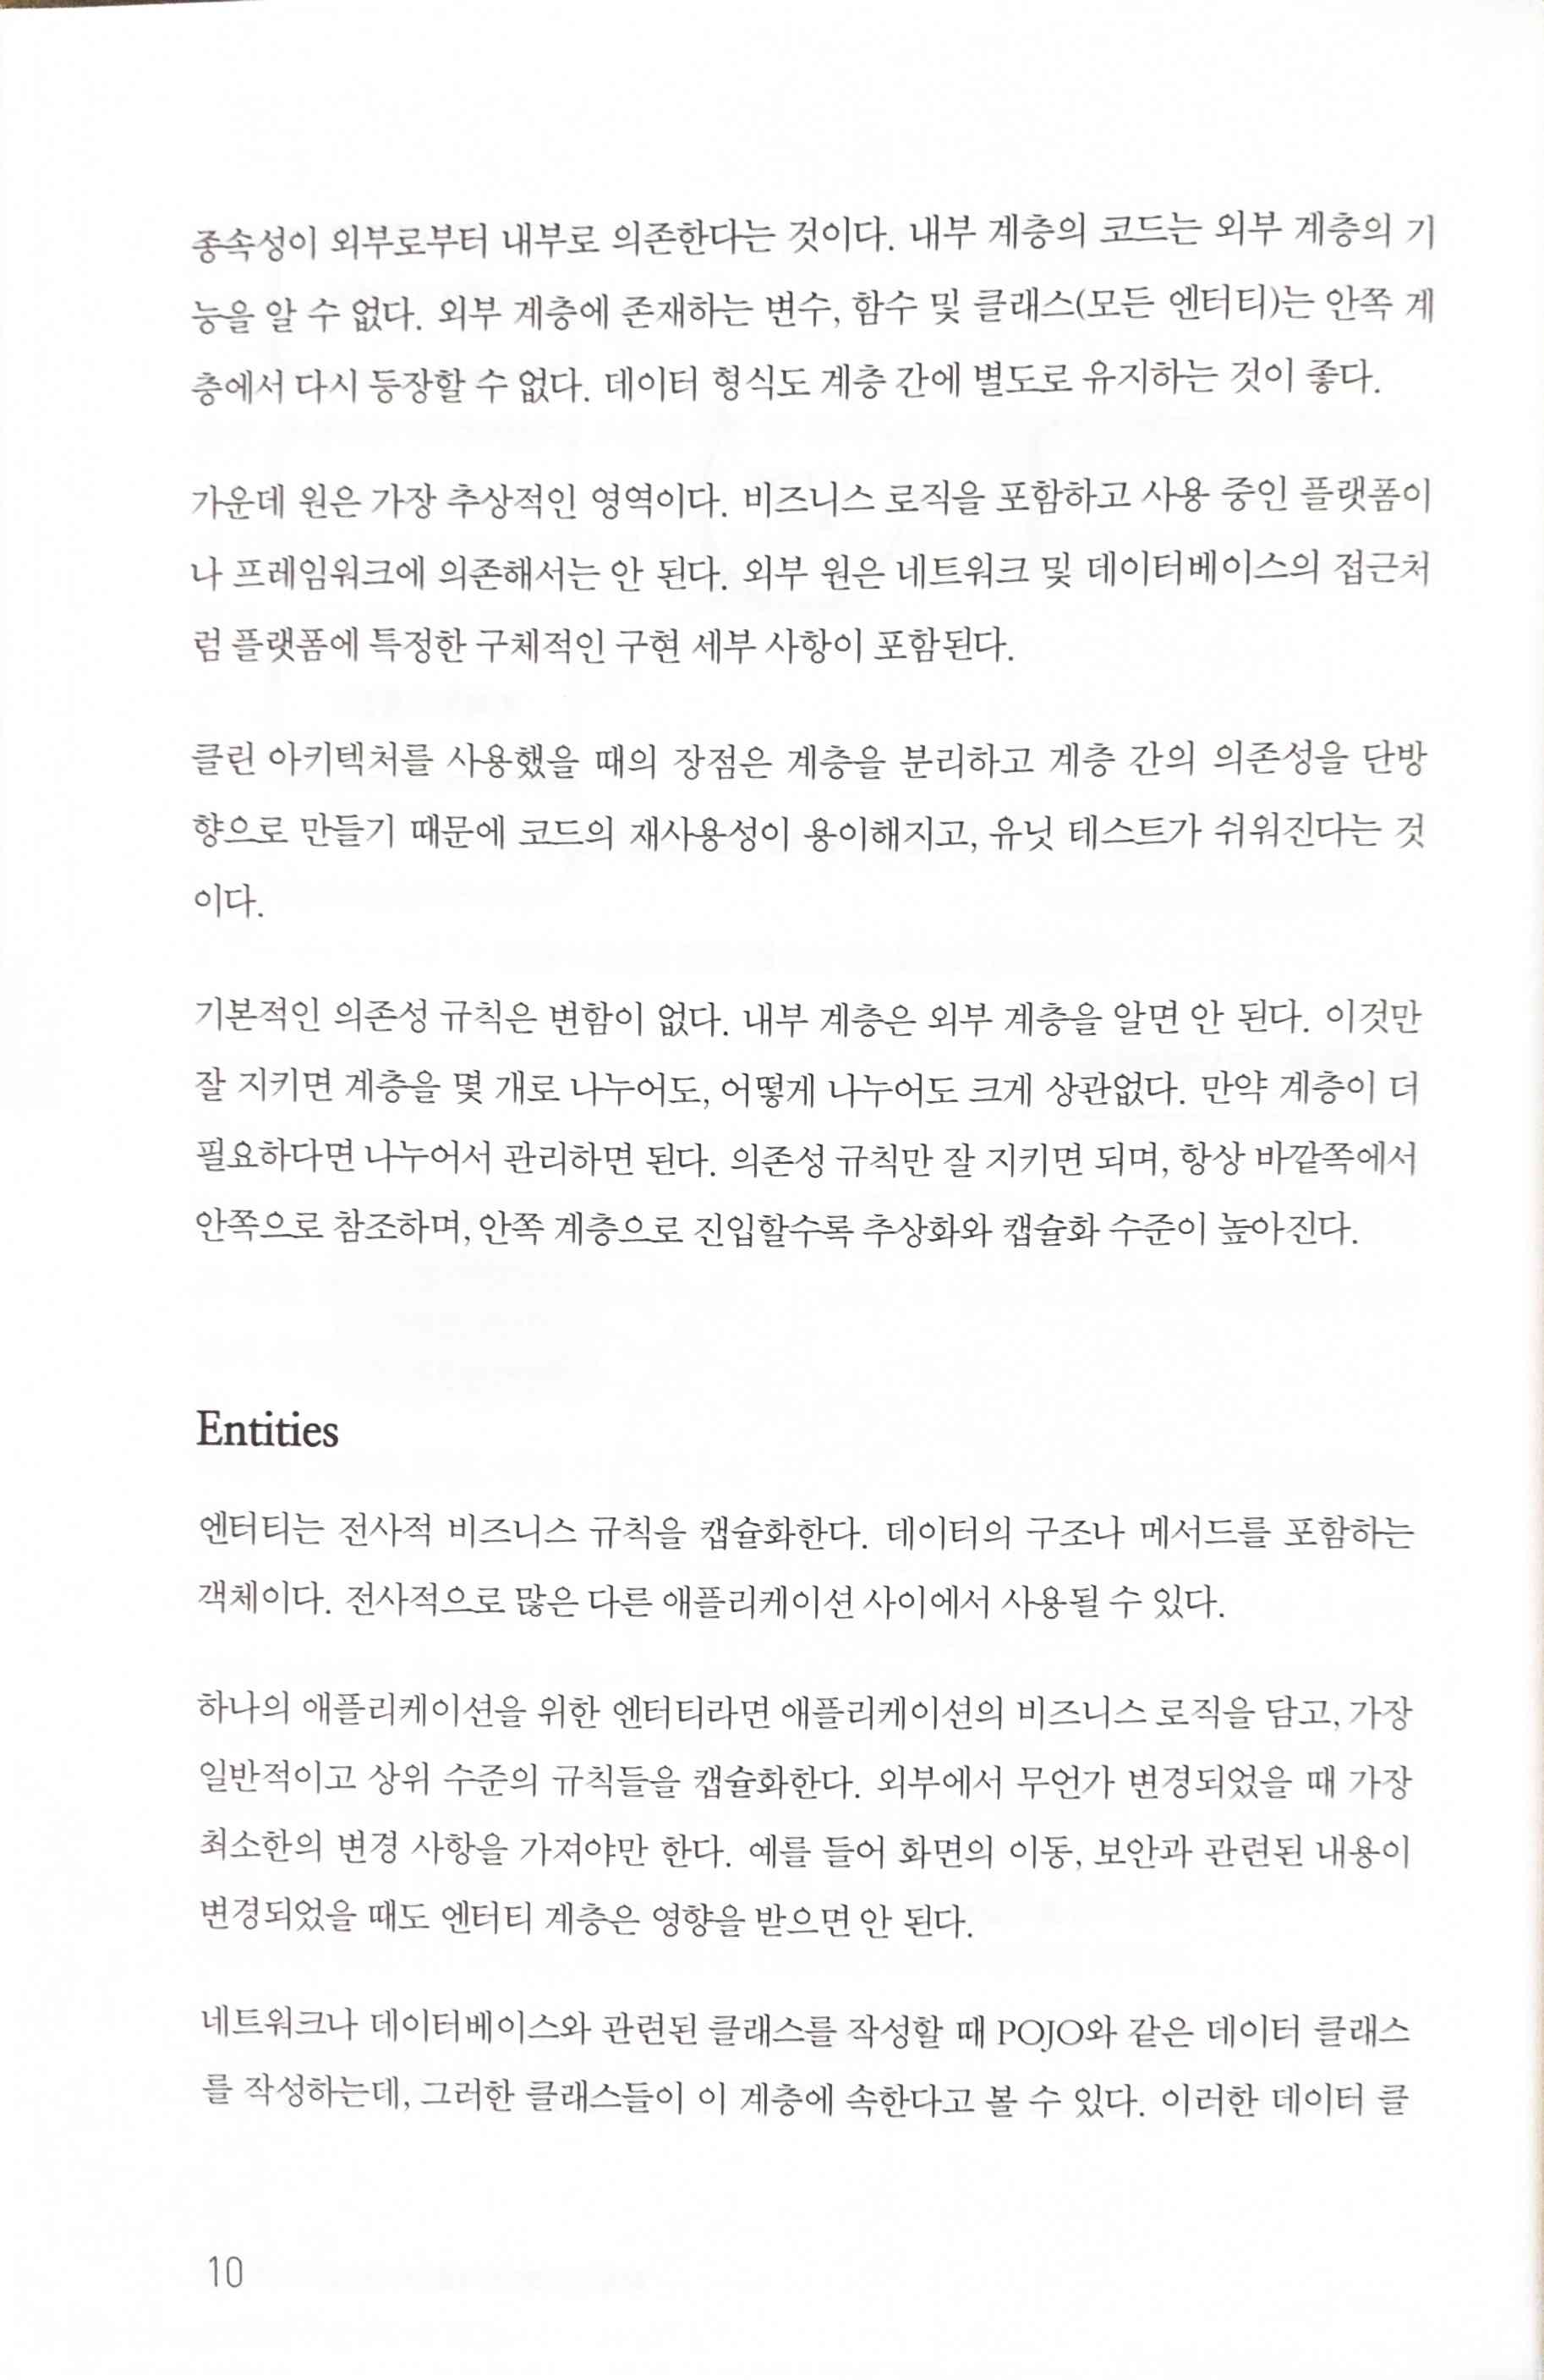 종속성이 외부로부터 내부로 의존한다는 것이다. 내부 계층의 코드는 외부 계층의 기
능을 알 수 없다. 외부 계층에 존재하는 변수, 함수 및 클래스(모든 엔터티)는 안쪽 계
층에서 다시 등장할 수 없다. 데이터 형식도 계층 간에 별도로 유지하는 것이 좋다.
가운데 원은 가장 추상적인 영역이다. 비즈니스 로직을 포함하고 사용 중인 플랫폼이
나 프레임워크에 의존해서는 안 된다. 외부 원은 네트워크 및 데이터베이스의 접근처
럼 플랫폼에 특정한 구체적인 구현 세부 사항이 포함된다.
클린 아키텍처를 사용했을 때의 장점은 계층을 분리하고 계층 간의 의존성을 단방
향으로 만들기 때문에 코드의 재사용성이 용이해지고, 유닛 테스트가 쉬워진다는 것
이다.
기본적인 의존성 규칙은 변함이 없다. 내부 계층은 외부 계층을 알면 안 된다. 이것만
잘 지키면 계층을 몇 개로 나누어도, 어떻게 나누어도 크게 상관없다. 만약 계층이 더
필요하다면 나누어서 관리하면 된다. 의존성 규칙만 잘 지키면 되며, 항상 바깥쪽에서
안쪽으로 참조하며, 안쪽 계층으로 진입할수록 추상화와 캡슐화 수준이 높아진다.
Entities
엔터티는 전사적 비즈니스 규칙을 캡슐화한다. 데이터의 구조나 메서드를 포함하는
객체이다. 전사적으로 많은 다른 애플리케이션 사이에서 사용될 수 있다.
하나의 애플리케이션을 위한 엔터티라면 애플리케이션의 비즈니스 로직을 담고, 가장
일반적이고 상위 수준의 규칙들을 캡슐화한다. 외부에서 무언가 변경되었을 때 가장
최소한의 변경 사항을 가져야만 한다. 예를 들어 화면의 이동, 보안과 관련된 내용이
변경되었을 때도 엔터티 계층은 영향을 받으면 안 된다.
네트워크나 데이터베이스와 관련된 클래스를 작성할 때 POJO와 같은 데이터 클래스
를 작성하는데, 그러한 클래스들이 이 계층에 속한다고 볼 수 있다. 이러한 데이터 클
10